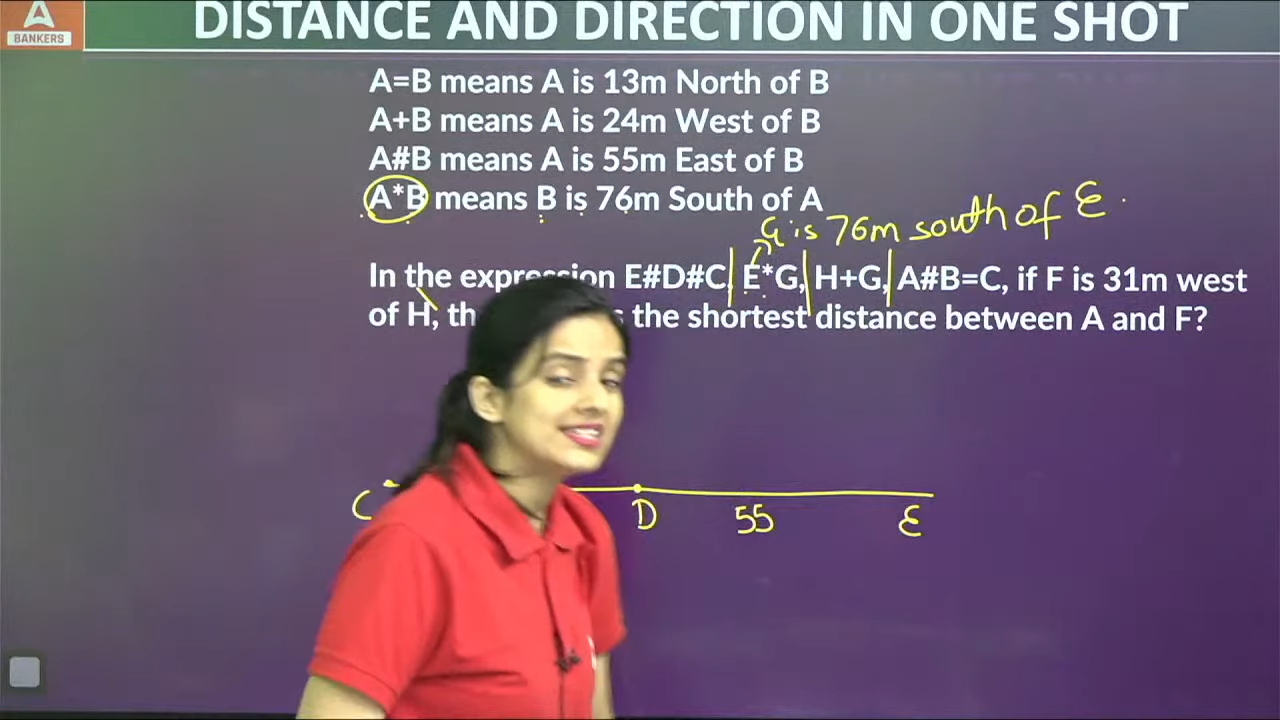 A
BANKERS
DISTANCE AND DIRECTION IN ONE SHOT
A=B means A is 13m North of B
A+B means A is 24m West of B
A#B means A is 55m East of B
A*B means B is 76m South of A
G is 76m south of E
In the expression E#D#C, E*G, H+G, A#B=C, if F is 31m west
of H, the shortest distance between A and F?
C D 55 E